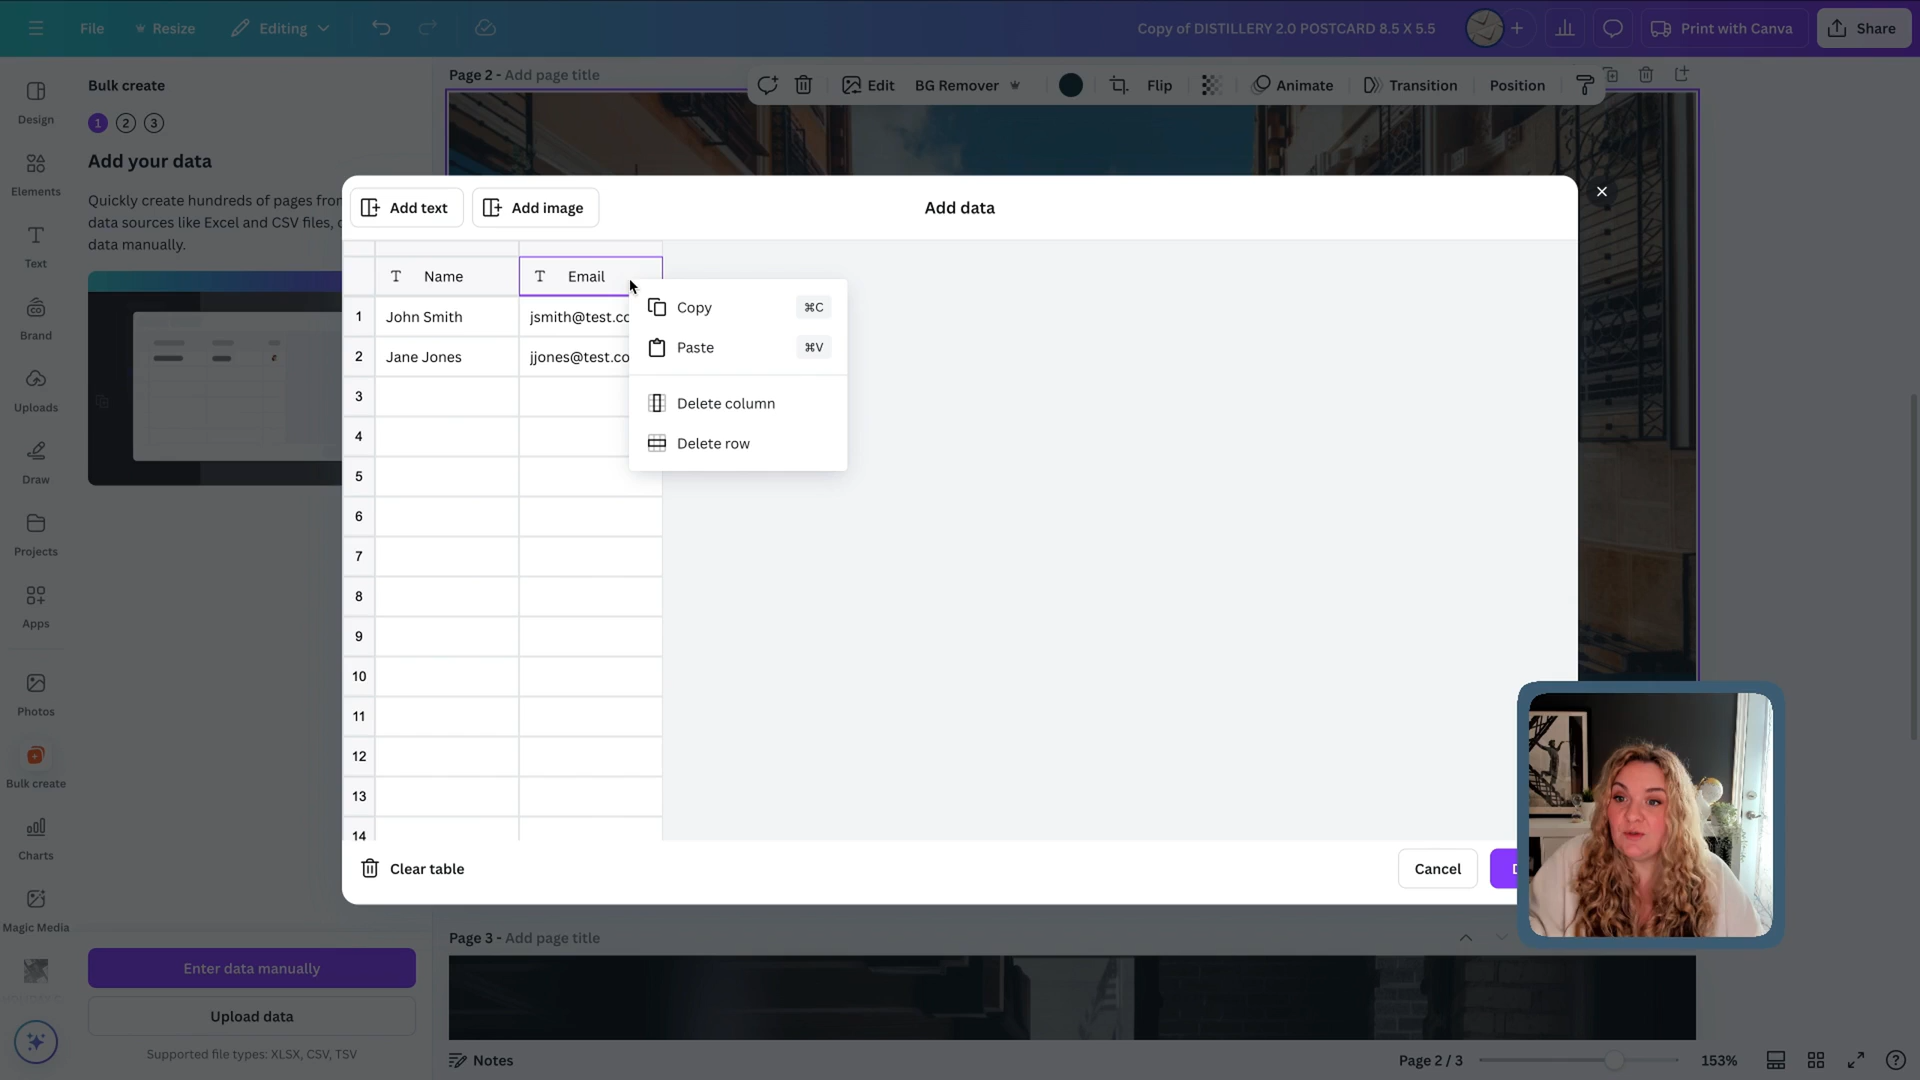 File
Resize
Editing
Copy of DISTILLERY 2.0 POSTCARD 8.5 X 5.5
Print with Canva
Share
Design
Elements
Text
Brand
Uploads
Draw
Projects
Apps
Photos
Bulk create
Charts
Magic Media
Bulk create
1 2 3
Add your data
Quickly create hundreds of pages from
data sources like Excel and CSV files,
data manually.
Enter data manually
Upload data
Supported file types: XLSX, CSV, TSV
Page 2 - Add page title
Edit
BG Remover
Flip
Animate
Transition
Position
Add text
Add image
Add data
Name Email
1 John Smith jsmith@test.co
2 Jane Jones jjones@test.co
3
4
5
6
7
8
9
10
11
12
13
14
Copy ⌘C
Paste ⌘V
Delete column
Delete row
Clear table
Cancel
Page 3 - Add page title
Notes
Page 2 / 3
153%